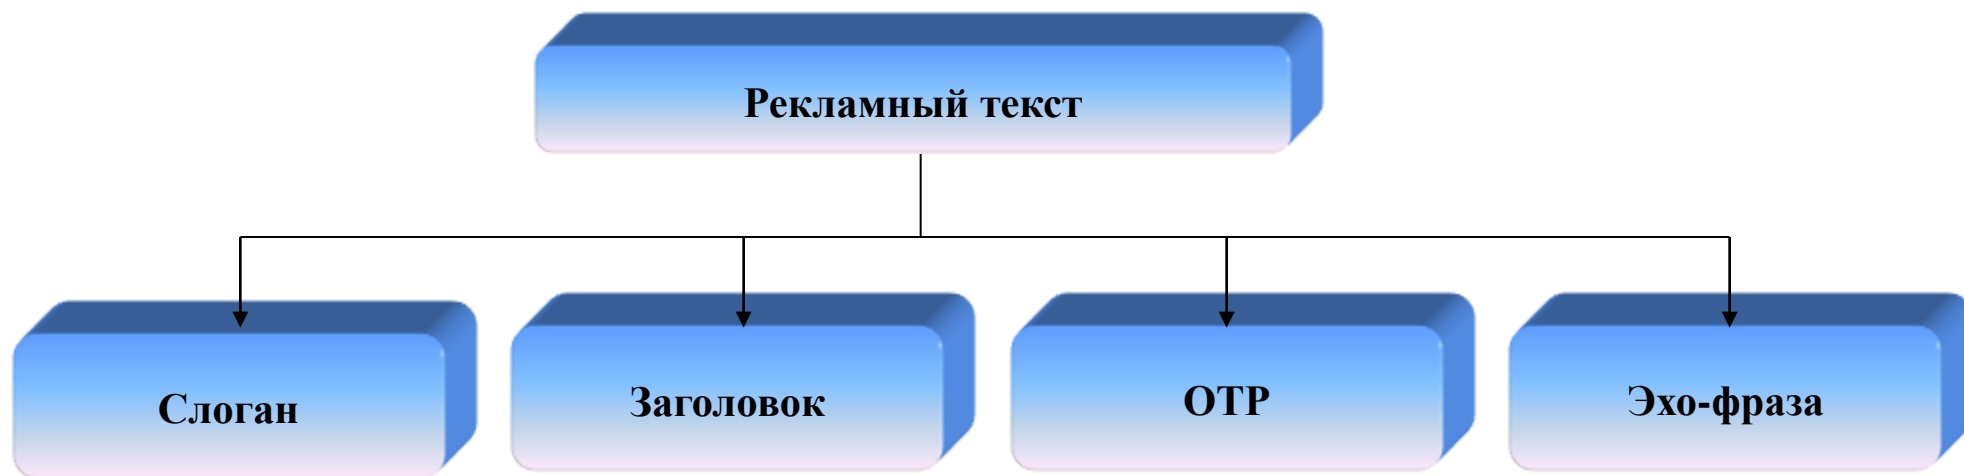 Рекламный текст
Слоган
Заголовок
ОТР
Эхо-фраза